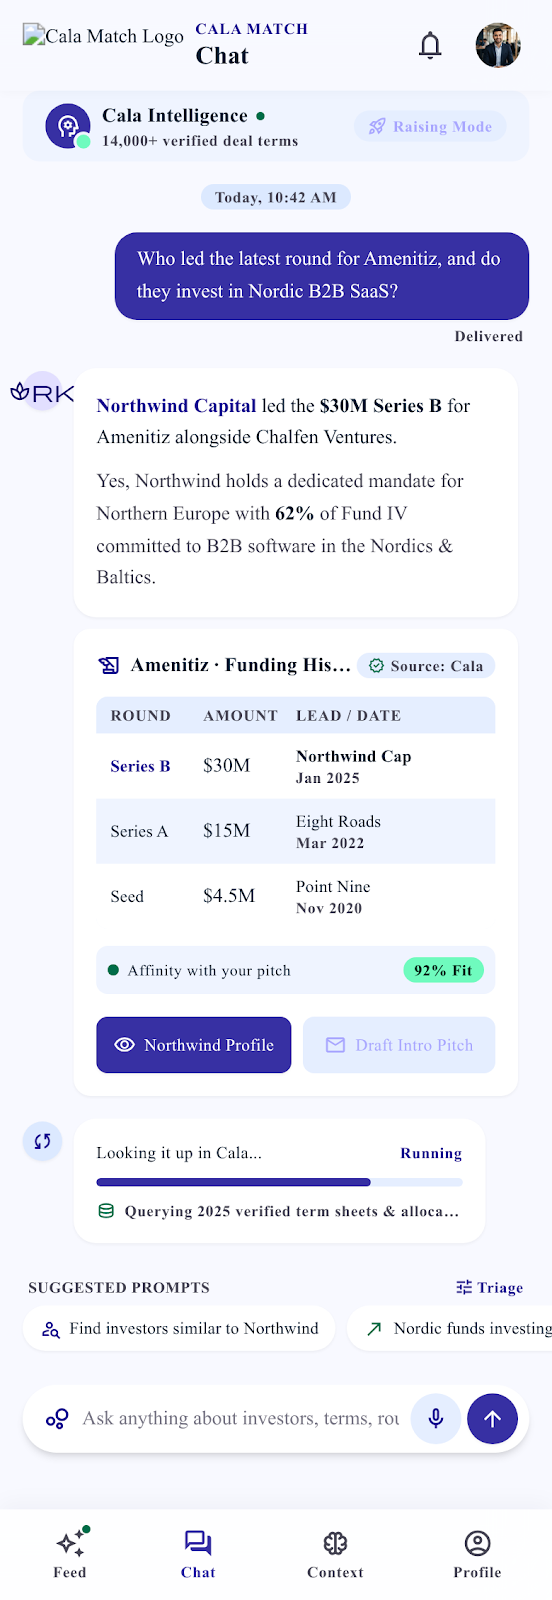 Cala Match Logo
CALA MATCH
Chat
Cala Intelligence
14,000+ verified deal terms
Raising Mode
Today, 10:42 AM
Who led the latest round for Amenitiz, and do
they invest in Nordic B2B SaaS?
Delivered
RK
Northwind Capital led the $30M Series B for
Amenitiz alongside Chalfen Ventures.
Yes, Northwind holds a dedicated mandate for
Northern Europe with 62% of Fund IV
committed to B2B software in the Nordics &
Baltics.
Amenitiz · Funding His...
Source: Cala
ROUND AMOUNT LEAD / DATE
Series B $30M Northwind Cap
Jan 2025
Series A $15M Eight Roads
Mar 2022
Seed $4.5M Point Nine
Nov 2020
Affinity with your pitch
92% Fit
Northwind Profile
Draft Intro Pitch
Looking it up in Cala...
Running
Querying 2025 verified term sheets & alloca...
SUGGESTED PROMPTS
Triage
Find investors similar to Northwind
Nordic funds investing
Ask anything about investors, terms, rou
Feed
Chat
Context
Profile